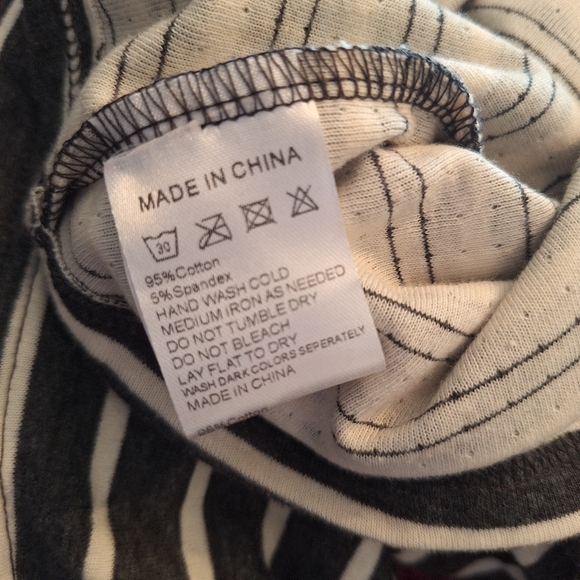 MADE IN CHINA
30
95%Cotton
5%Spandex
HAND WASH COLD
MEDIUM IRON AS NEEDED
DO NOT TUMBLE DRY
DO NOT BLEACH
LAY FLAT TO DRY
WASH DARK COLORS SEPERATELY
MADE IN CHINA